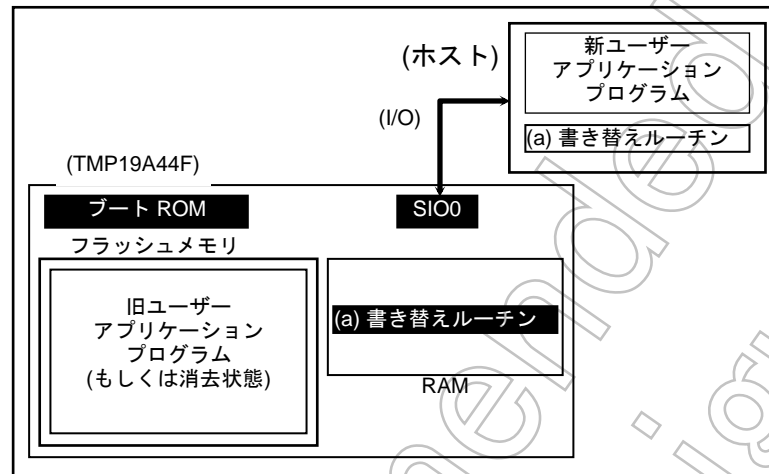 (ホスト)
新ユーザー
アプリケーション
プログラム
(I/O)
(a) 書き替えルーチン
(TMP19A44F)
ブート ROM
SIO0
フラッシュメモリ
旧ユーザー
アプリケーション
プログラム
(もしくは消去状態)
(a) 書き替えルーチン
RAM